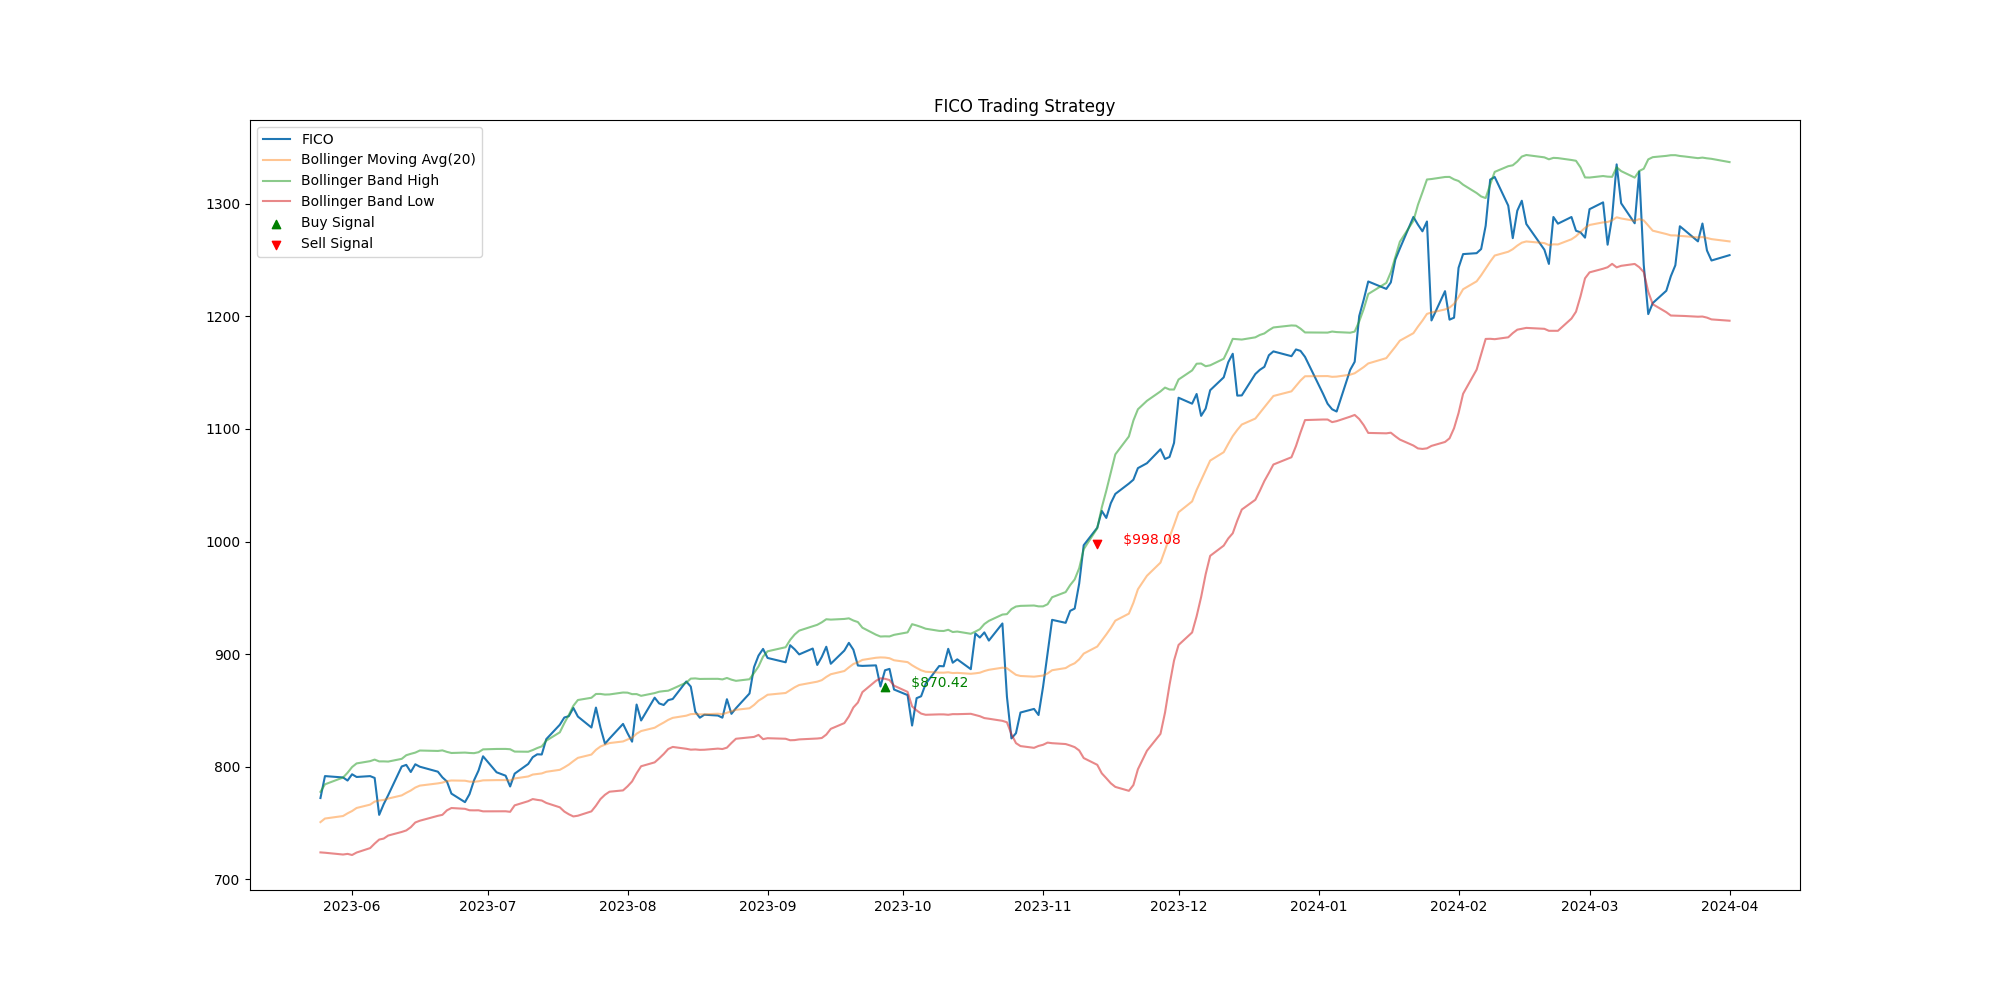 FICO Trading Strategy
FICO
Bollinger Moving Avg(20)
Bollinger Band High
Bollinger Band Low
Buy Signal
Sell Signal
1300
1200
1100
1000
900
800
700
$998.08
$870.42
2023-06 2023-07 2023-08 2023-09 2023-10 2023-11 2023-12 2024-01 2024-02 2024-03 2024-04